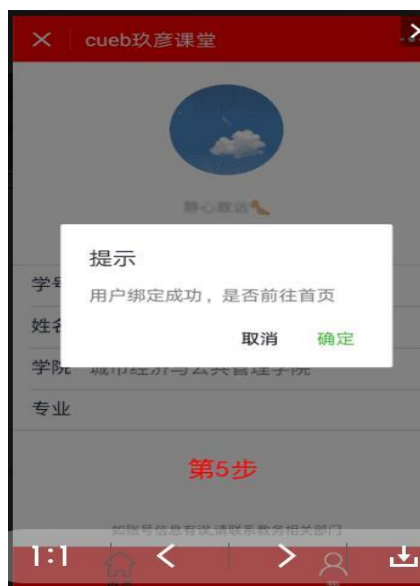 cueb玖彦课堂
静心致远
提示
用户绑定成功，是否前往首页
取消 确定
学号
姓名
学院 城市经济与公共管理学院
专业
第5步
如账号信息有误,请联系教务相关部门
1:1